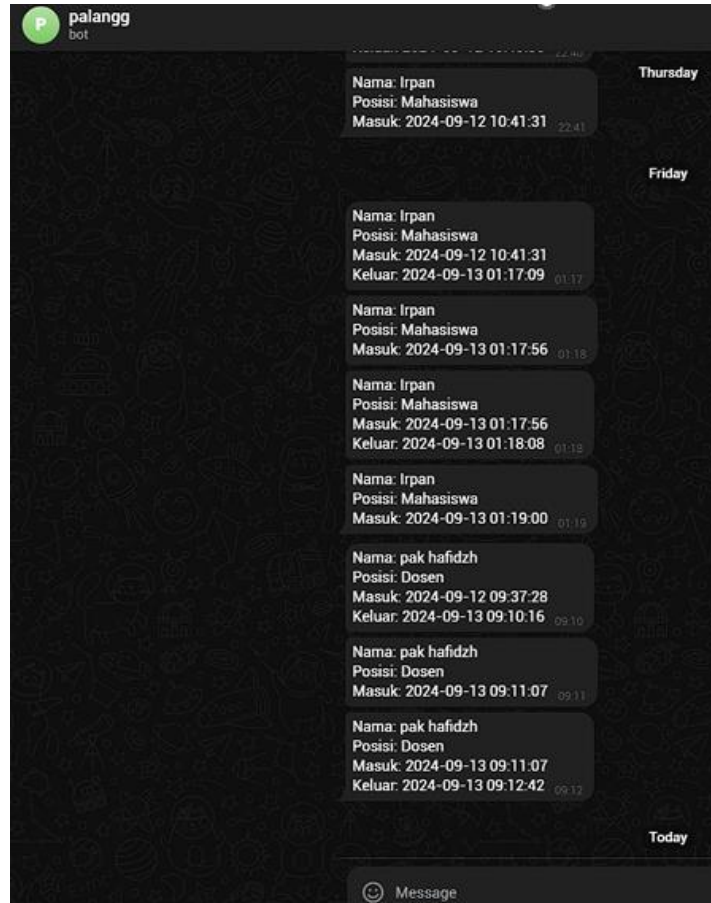 P
palangg
bot
22:40
Thursday
Nama: Irpan
Posisi: Mahasiswa
Masuk: 2024-09-12 10:41:31 22:41
Friday
Nama: Irpan
Posisi: Mahasiswa
Masuk: 2024-09-12 10:41:31
Keluar: 2024-09-13 01:17:09 01:17
Nama: Irpan
Posisi: Mahasiswa
Masuk: 2024-09-13 01:17:56 01:18
Nama: Irpan
Posisi: Mahasiswa
Masuk: 2024-09-13 01:17:56
Keluar: 2024-09-13 01:18:08 01:18
Nama: Irpan
Posisi: Mahasiswa
Masuk: 2024-09-13 01:19:00 01:19
Nama: pak hafidzh
Posisi: Dosen
Masuk: 2024-09-12 09:37:28
Keluar: 2024-09-13 09:10:16 09:10
Nama: pak hafidzh
Posisi: Dosen
Masuk: 2024-09-13 09:11:07 09:11
Nama: pak hafidzh
Posisi: Dosen
Masuk: 2024-09-13 09:11:07
Keluar: 2024-09-13 09:12:42 09:12
Today
Message